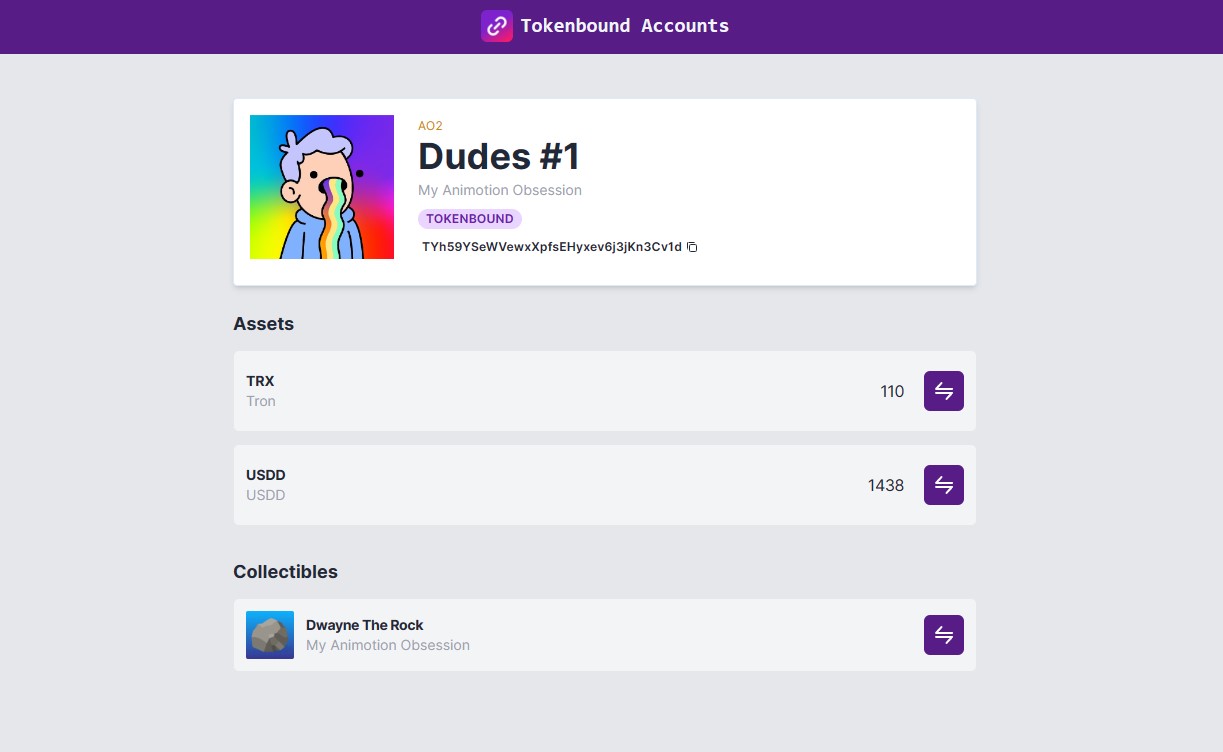 Tokenbound Accounts
AO2
Dudes #1
My Animotion Obsession
TOKENBOUND
TYh59YSeWVewxXpfsEHyxev6j3jKn3Cv1d
Assets
TRX
Tron
110
USDD
USDD
1438
Collectibles
Dwayne The Rock
My Animotion Obsession